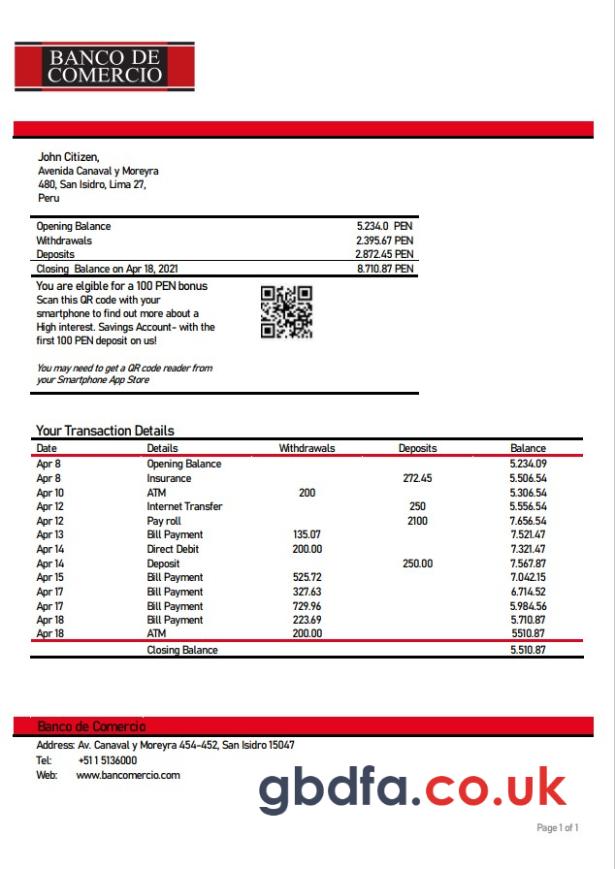 BANCO DE
COMERCIO
John Citizen,
Avenida Canaval y Moreyra
480, San Isidro, Lima 27,
Peru
Opening Balance 5.234.0 PEN
Withdrawals 2.395.67 PEN
Deposits 2.872.45 PEN
Closing Balance on Apr 18, 2021 8.710.87 PEN
You are elgible for a 100 PEN bonus
Scan this QR code with your
smartphone to find out more about a
High interest. Savings Account- with the
first 100 PEN deposit on us!
You may need to get a QR code reader from
your Smartphone App Store
Your Transaction Details
Date Details Withdrawals Deposits Balance
Apr 8 Opening Balance 5.234.09
Apr 8 Insurance 272.45 5.506.54
Apr 10 ATM 200 5.306.54
Apr 12 Internet Transfer 250 5.556.54
Apr 12 Pay roll 2100 7.656.54
Apr 13 Bill Payment 135.07 7.521.47
Apr 14 Direct Debit 200.00 7.321.47
Apr 14 Deposit 250.00 7.567.87
Apr 15 Bill Payment 525.72 7.042.15
Apr 17 Bill Payment 327.63 6.714.52
Apr 17 Bill Payment 729.96 5.984.56
Apr 18 Bill Payment 223.69 5.710.87
Apr 18 ATM 200.00 5510.87
Closing Balance 5.510.87
Banco de Comercio
Address: Av. Canaval y Moreyra 454-452, San Isidro 15047
Tel: +51 1 5136000
Web: www.bancomercio.com
gbdfa.co.uk
Page 1 of 1